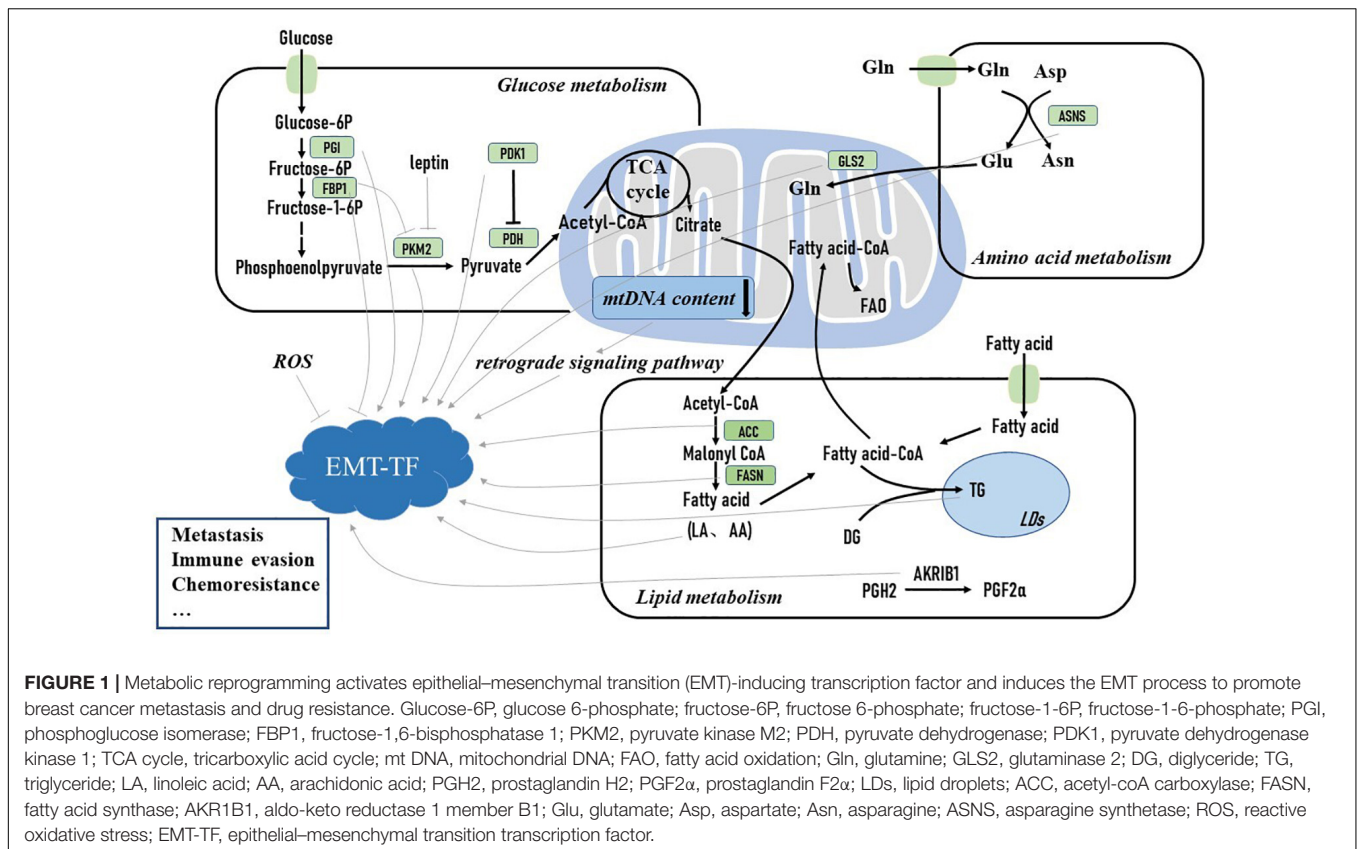 Glucose
Glucose metabolism
Glucose-6P
PGI
Fructose-6P
FBP1
Fructose-1-6P
Phosphoenolpyruvate
leptin
PKM2
PDK1
PDH
Pyruvate
Acetyl-CoA
TCA
cycle
Citrate
Gln
Gln
Asp
ASNS
Glu
Asn
GLS2
Gln
Amino acid metabolism
Fatty acid-CoA
FAO
mtDNA content
ROS
retrograde signaling pathway
EMT-TF
Metastasis
Immune evasion
Chemoresistance
...
Fatty acid
Fatty acid
Acetyl-CoA
ACC
Malonyl CoA
FASN
Fatty acid
(LA、 AA)
Fatty acid-CoA
TG
LDs
DG
AKRIB1
PGH2
PGF2α
Lipid metabolism
FIGURE 1 | Metabolic reprogramming activates epithelial–mesenchymal transition (EMT)-inducing transcription factor and induces the EMT process to promote
breast cancer metastasis and drug resistance. Glucose-6P, glucose 6-phosphate; fructose-6P, fructose 6-phosphate; fructose-1-6P, fructose-1-6-phosphate; PGI,
phosphoglucose isomerase; FBP1, fructose-1,6-bisphosphatase 1; PKM2, pyruvate kinase M2; PDH, pyruvate dehydrogenase; PDK1, pyruvate dehydrogenase
kinase 1; TCA cycle, tricarboxylic acid cycle; mt DNA, mitochondrial DNA; FAO, fatty acid oxidation; Gln, glutamine; GLS2, glutaminase 2; DG, diglyceride; TG,
triglyceride; LA, linoleic acid; AA, arachidonic acid; PGH2, prostaglandin H2; PGF2α, prostaglandin F2α; LDs, lipid droplets; ACC, acetyl-coA carboxylase; FASN,
fatty acid synthase; AKR1B1, aldo-keto reductase 1 member B1; Glu, glutamate; Asp, aspartate; Asn, asparagine; ASNS, asparagine synthetase; ROS, reactive
oxidative stress; EMT-TF, epithelial–mesenchymal transition transcription factor.